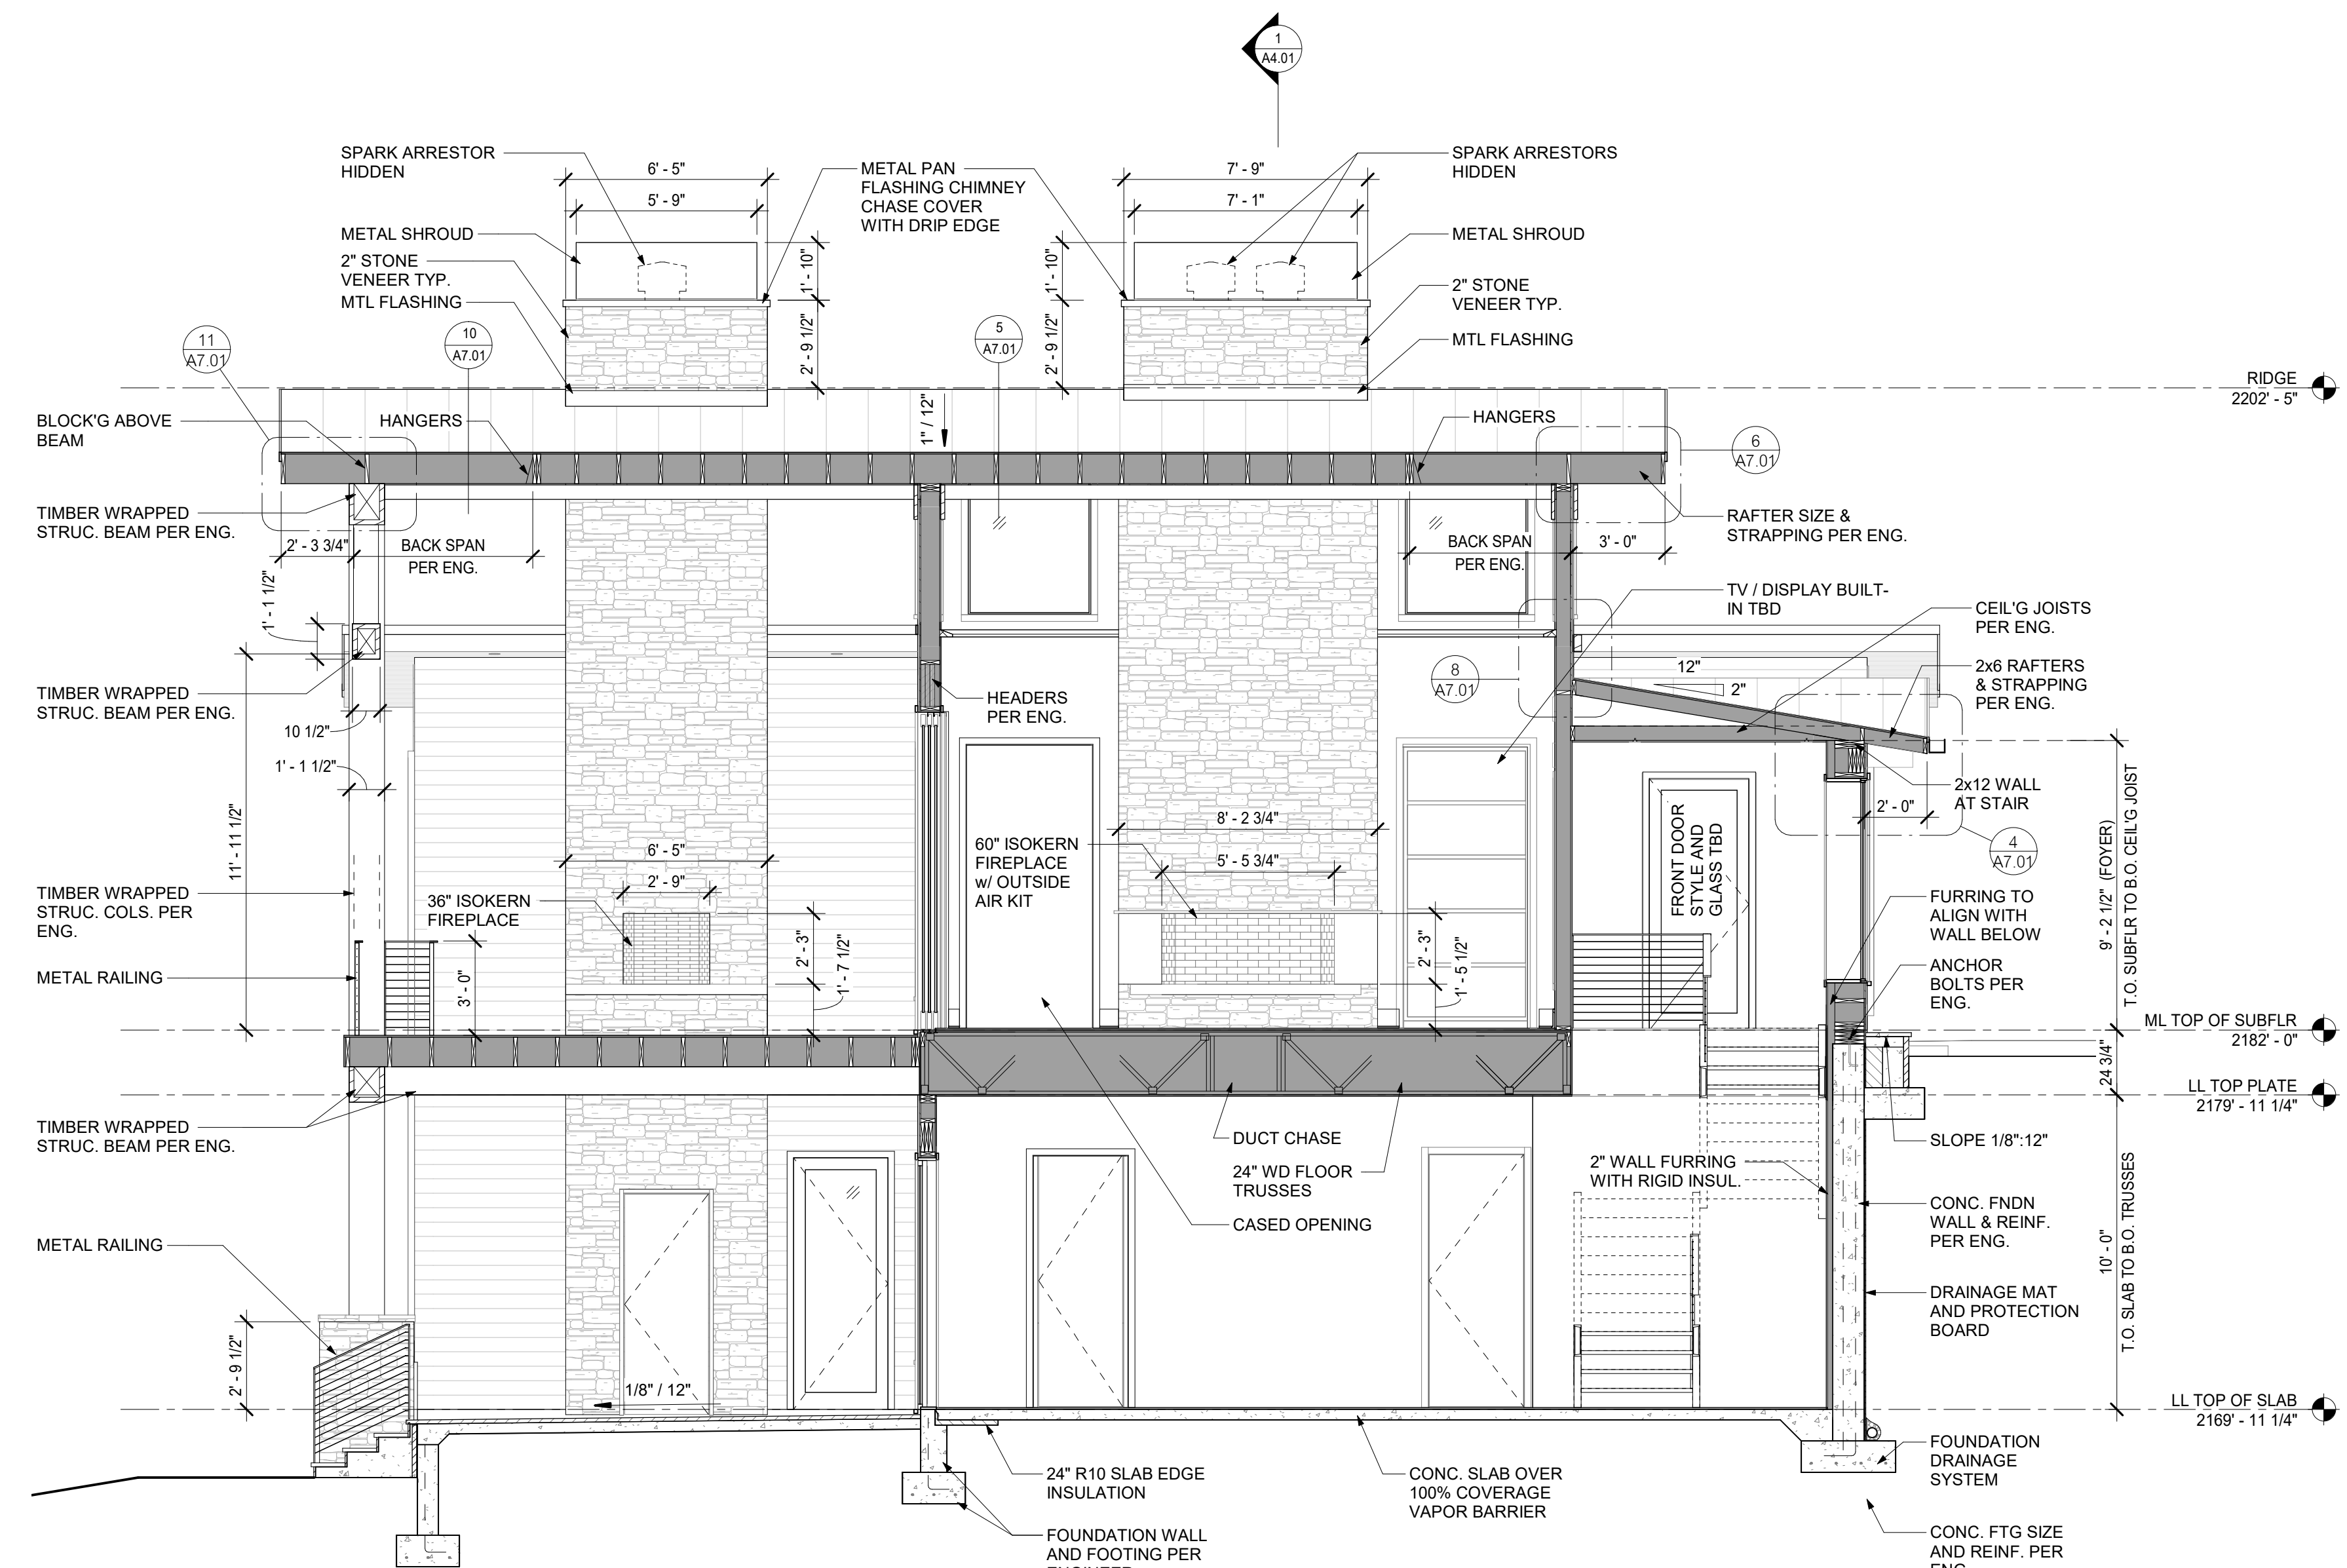 1
A4.01
SPARK ARRESTOR
HIDDEN
6' - 5"
5' - 9"
METAL PAN
FLASHING CHIMNEY
CHASE COVER
WITH DRIP EDGE
7' - 9"
7' - 1"
SPARK ARRESTORS
HIDDEN
METAL SHROUD
2" STONE
VENEER TYP.
MTL FLASHING
1' - 10"
2' - 9 1/2"
1' - 10"
2' - 9 1/2"
METAL SHROUD
2" STONE
VENEER TYP.
MTL FLASHING
11
A7.01
10
A7.01
5
A7.01
RIDGE
2202' - 5"
BLOCK'G ABOVE
BEAM
HANGERS
1" / 12"
HANGERS
6
A7.01
TIMBER WRAPPED
STRUC. BEAM PER ENG.
2' - 3 3/4"
BACK SPAN
PER ENG.
BACK SPAN
PER ENG.
3' - 0"
RAFTER SIZE &
STRAPPING PER ENG.
1' - 1 1/2"
TV / DISPLAY BUILT-
IN TBD
CEIL'G JOISTS
PER ENG.
TIMBER WRAPPED
STRUC. BEAM PER ENG.
10 1/2"
1' - 1 1/2"
HEADERS
PER ENG.
8
A7.01
12"
2"
2x6 RAFTERS
& STRAPPING
PER ENG.
2x12 WALL
AT STAIR
2' - 0"
4
A7.01
11' - 11 1/2"
8' - 2 3/4"
6' - 5"
2' - 9"
60" ISOKERN
FIREPLACE
w/ OUTSIDE
AIR KIT
5' - 5 3/4"
FRONT DOOR
STYLE AND
GLASS TBD
9' - 2 1/2" (FOYER)
T.O. SUBFLR TO B.O. CEIL'G JOIST
TIMBER WRAPPED
STRUC. COLS. PER
ENG.
36" ISOKERN
FIREPLACE
FURRING TO
ALIGN WITH
WALL BELOW
METAL RAILING
3' - 0"
2' - 3"
1' - 7 1/2"
2' - 3"
1' - 5 1/2"
ANCHOR
BOLTS PER
ENG.
ML TOP OF SUBFLR
2182' - 0"
24 3/4"
LL TOP PLATE
2179' - 11 1/4"
TIMBER WRAPPED
STRUC. BEAM PER ENG.
DUCT CHASE
24" WD FLOOR
TRUSSES
CASED OPENING
2" WALL FURRING
WITH RIGID INSUL.
SLOPE 1/8":12"
CONC. FNDN
WALL & REINF.
PER ENG.
10' - 0"
T.O. SLAB TO B.O. TRUSSES
METAL RAILING
DRAINAGE MAT
AND PROTECTION
BOARD
2' - 9 1/2"
1/8" / 12"
LL TOP OF SLAB
2169' - 11 1/4"
24" R10 SLAB EDGE
INSULATION
CONC. SLAB OVER
100% COVERAGE
VAPOR BARRIER
FOUNDATION
DRAINAGE
SYSTEM
FOUNDATION WALL
AND FOOTING PER
CONC. FTG SIZE
AND REINF. PER